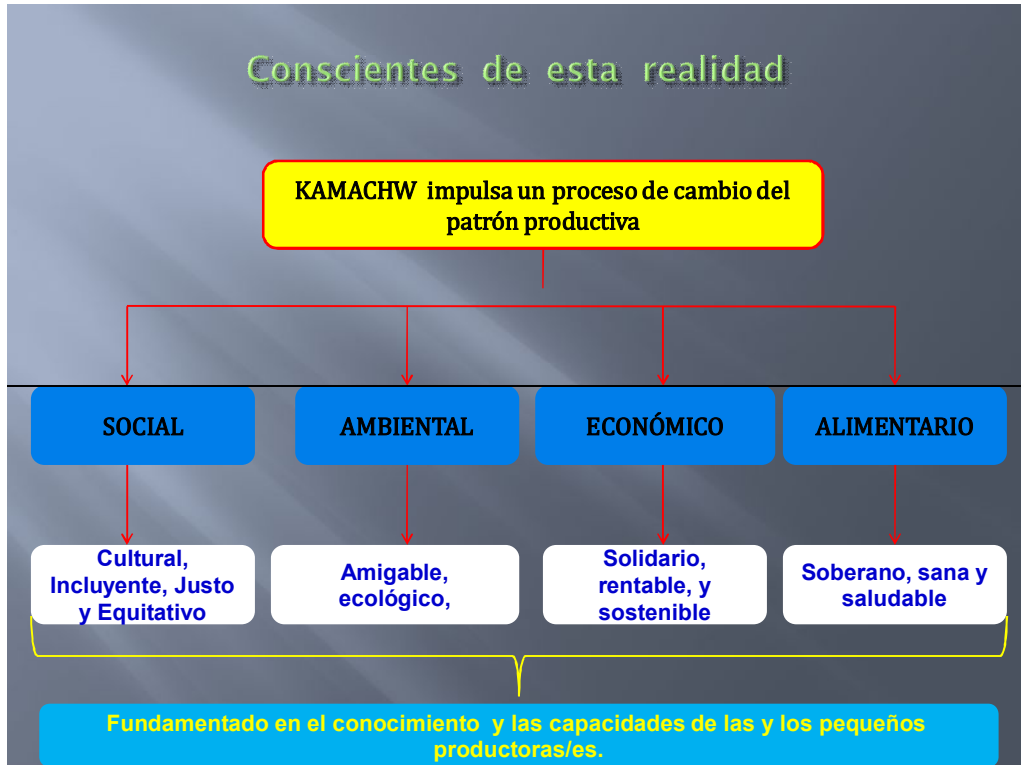 Conscientes de esta realidad
KAMACHW impulsa un proceso de cambio del
patrón productiva
SOCIAL
AMBIENTAL
ECONÓMICO
ALIMENTARIO
Cultural,
Incluyente, Justo
y Equitativo
Amigable,
ecológico,
Solidario,
rentable, y
sostenible
Soberano, sana y
saludable
Fundamentado en el conocimiento y las capacidades de las y los pequeños
productoras/es.